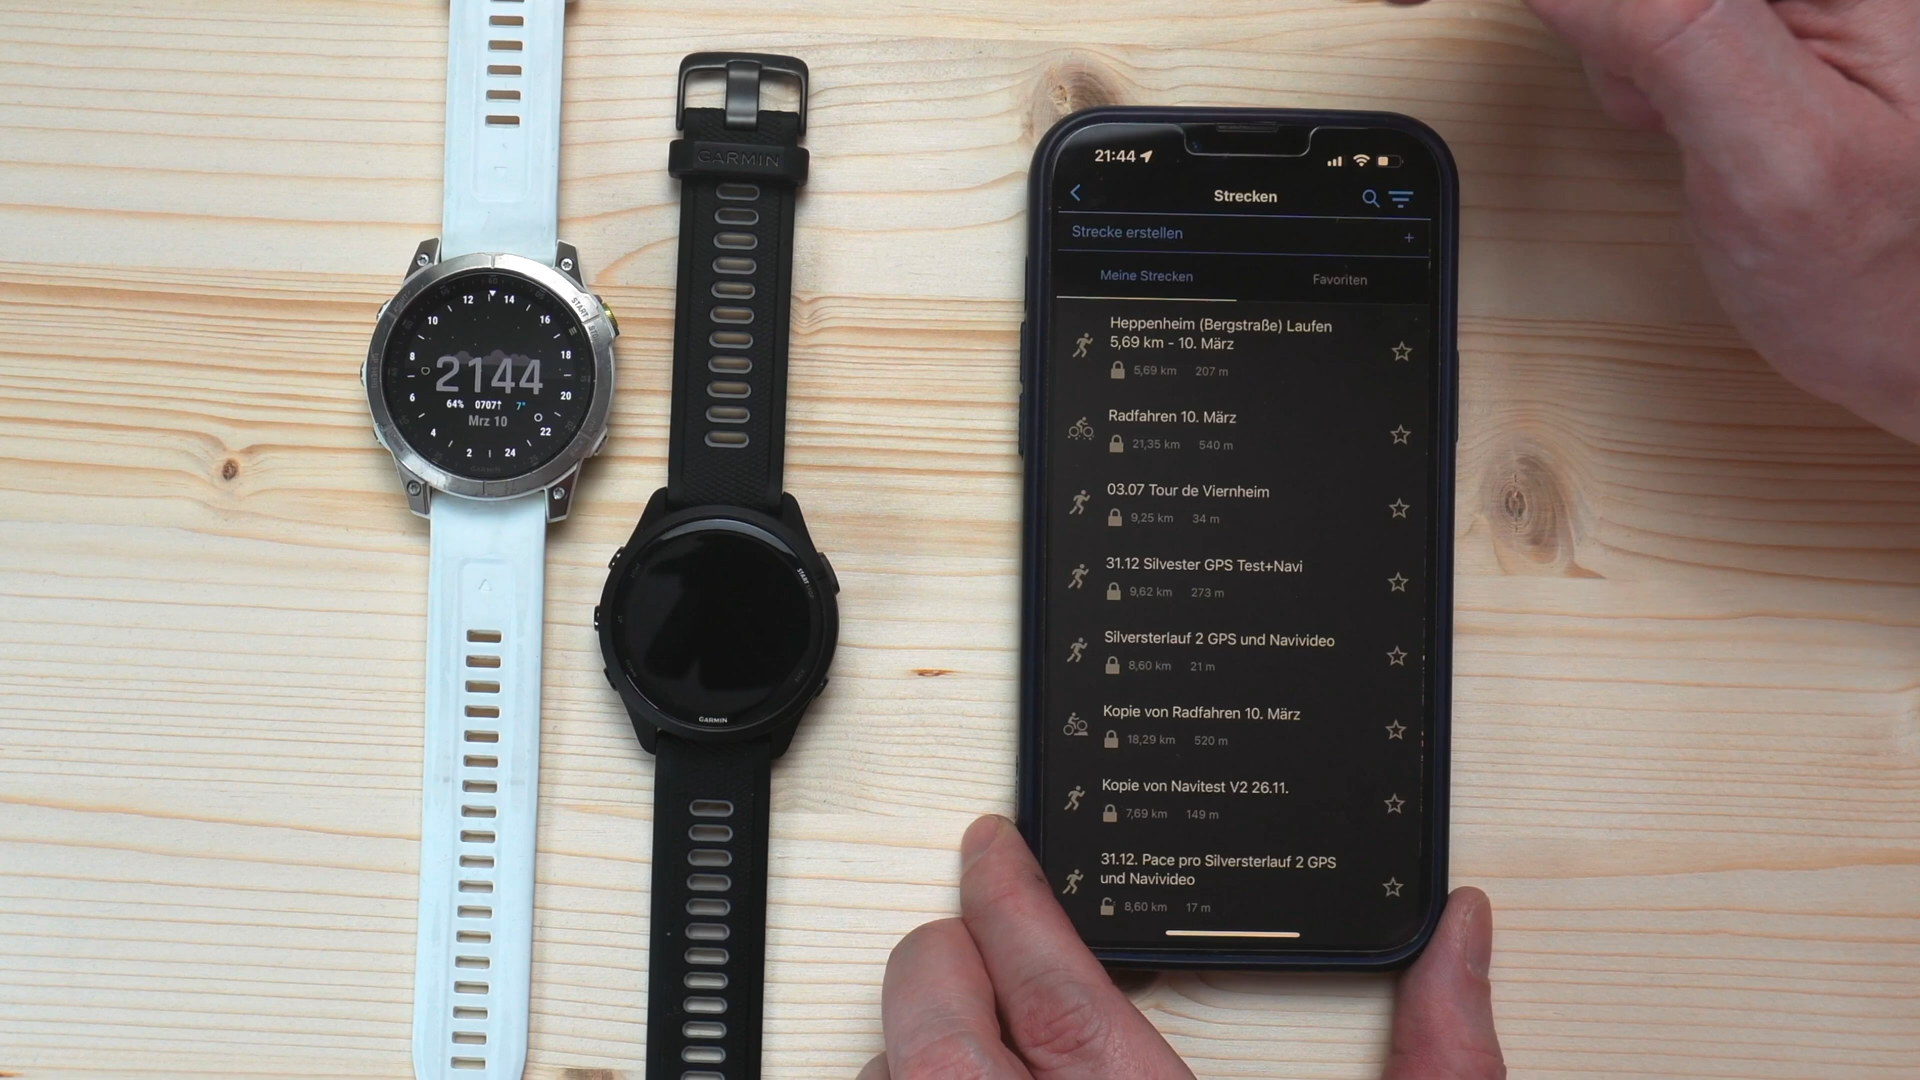 GARMIN
START
12 14
10 16
8 18
2144
6 20
64% 0707↑ 7°
Mrz 10
4 22
2 24
GARMIN
START
GARMIN
21:44
Strecken
Strecke erstellen +
Meine Strecken Favoriten
Heppenheim (Bergstraße) Laufen
5,69 km - 10. März
5,69 km 207 m
Radfahren 10. März
21,35 km 540 m
03.07 Tour de Viernheim
9,25 km 34 m
31.12 Silvester GPS Test+Navi
9,62 km 273 m
Silversterlauf 2 GPS und Navivideo
8,60 km 21 m
Kopie von Radfahren 10. März
18,29 km 520 m
Kopie von Navitest V2 26.11.
7,69 km 149 m
31.12. Pace pro Silversterlauf 2 GPS
und Navivideo
8,60 km 17 m